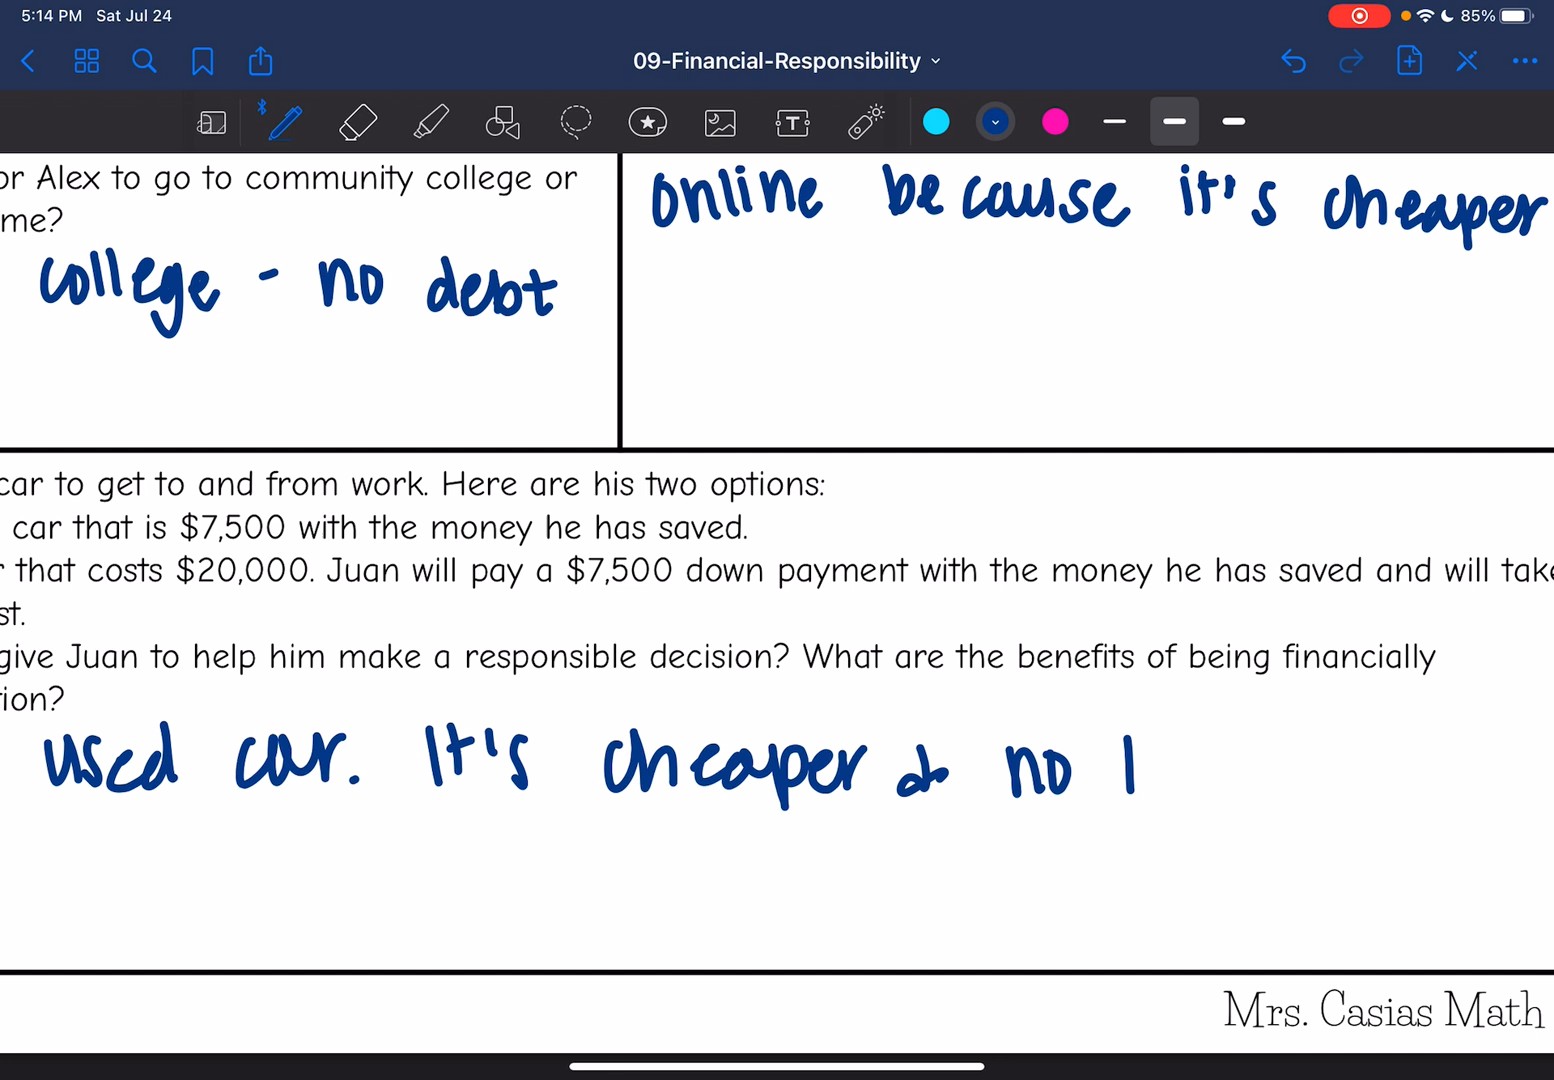 5:14 PM Sat Jul 24
85%
09-Financial-Responsibility
T
or Alex to go to community college or
me?
college - no debt
online because it's cheaper
car to get to and from work. Here are his two options:
car that is $7,500 with the money he has saved.
r that costs $20,000. Juan will pay a $7,500 down payment with the money he has saved and will take
st.
give Juan to help him make a responsible decision? What are the benefits of being financially
tion?
used car. It's cheaper & no l
Mrs. Casias Math